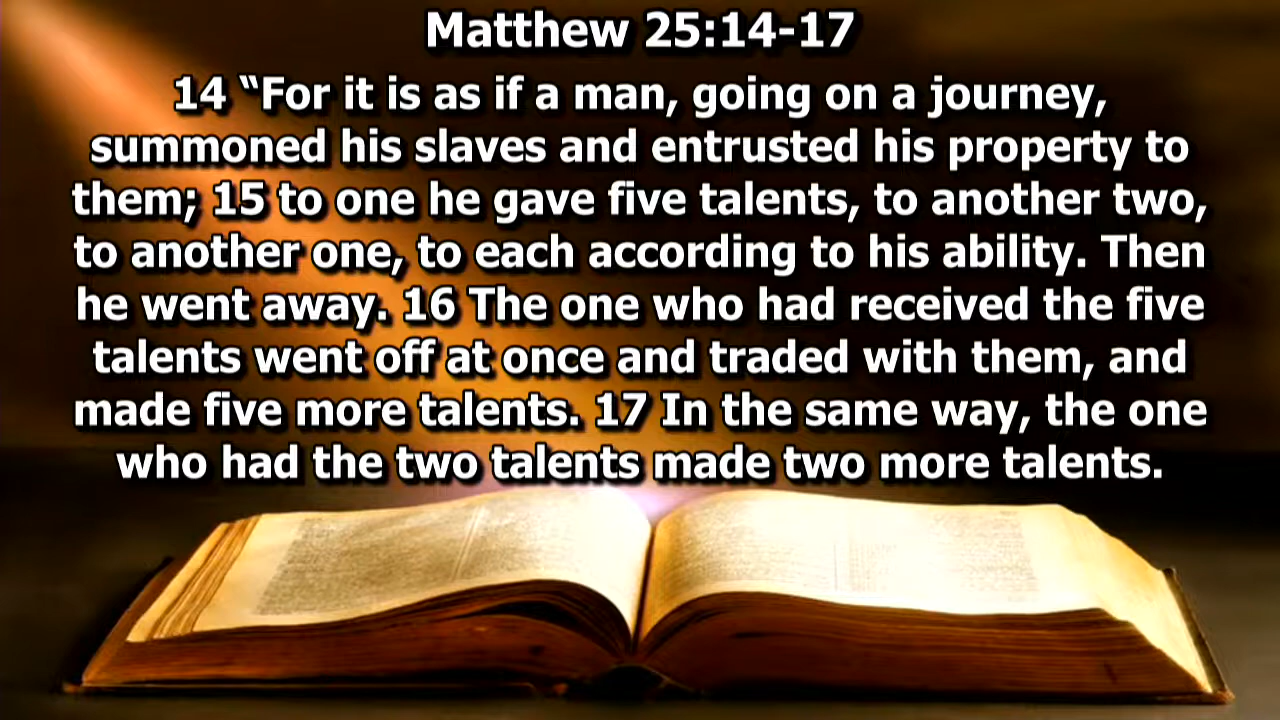 Matthew 25:14-17
14 “For it is as if a man, going on a journey,
summoned his slaves and entrusted his property to
them; 15 to one he gave five talents, to another two,
to another one, to each according to his ability. Then
he went away. 16 The one who had received the five
talents went off at once and traded with them, and
made five more talents. 17 In the same way, the one
who had the two talents made two more talents.